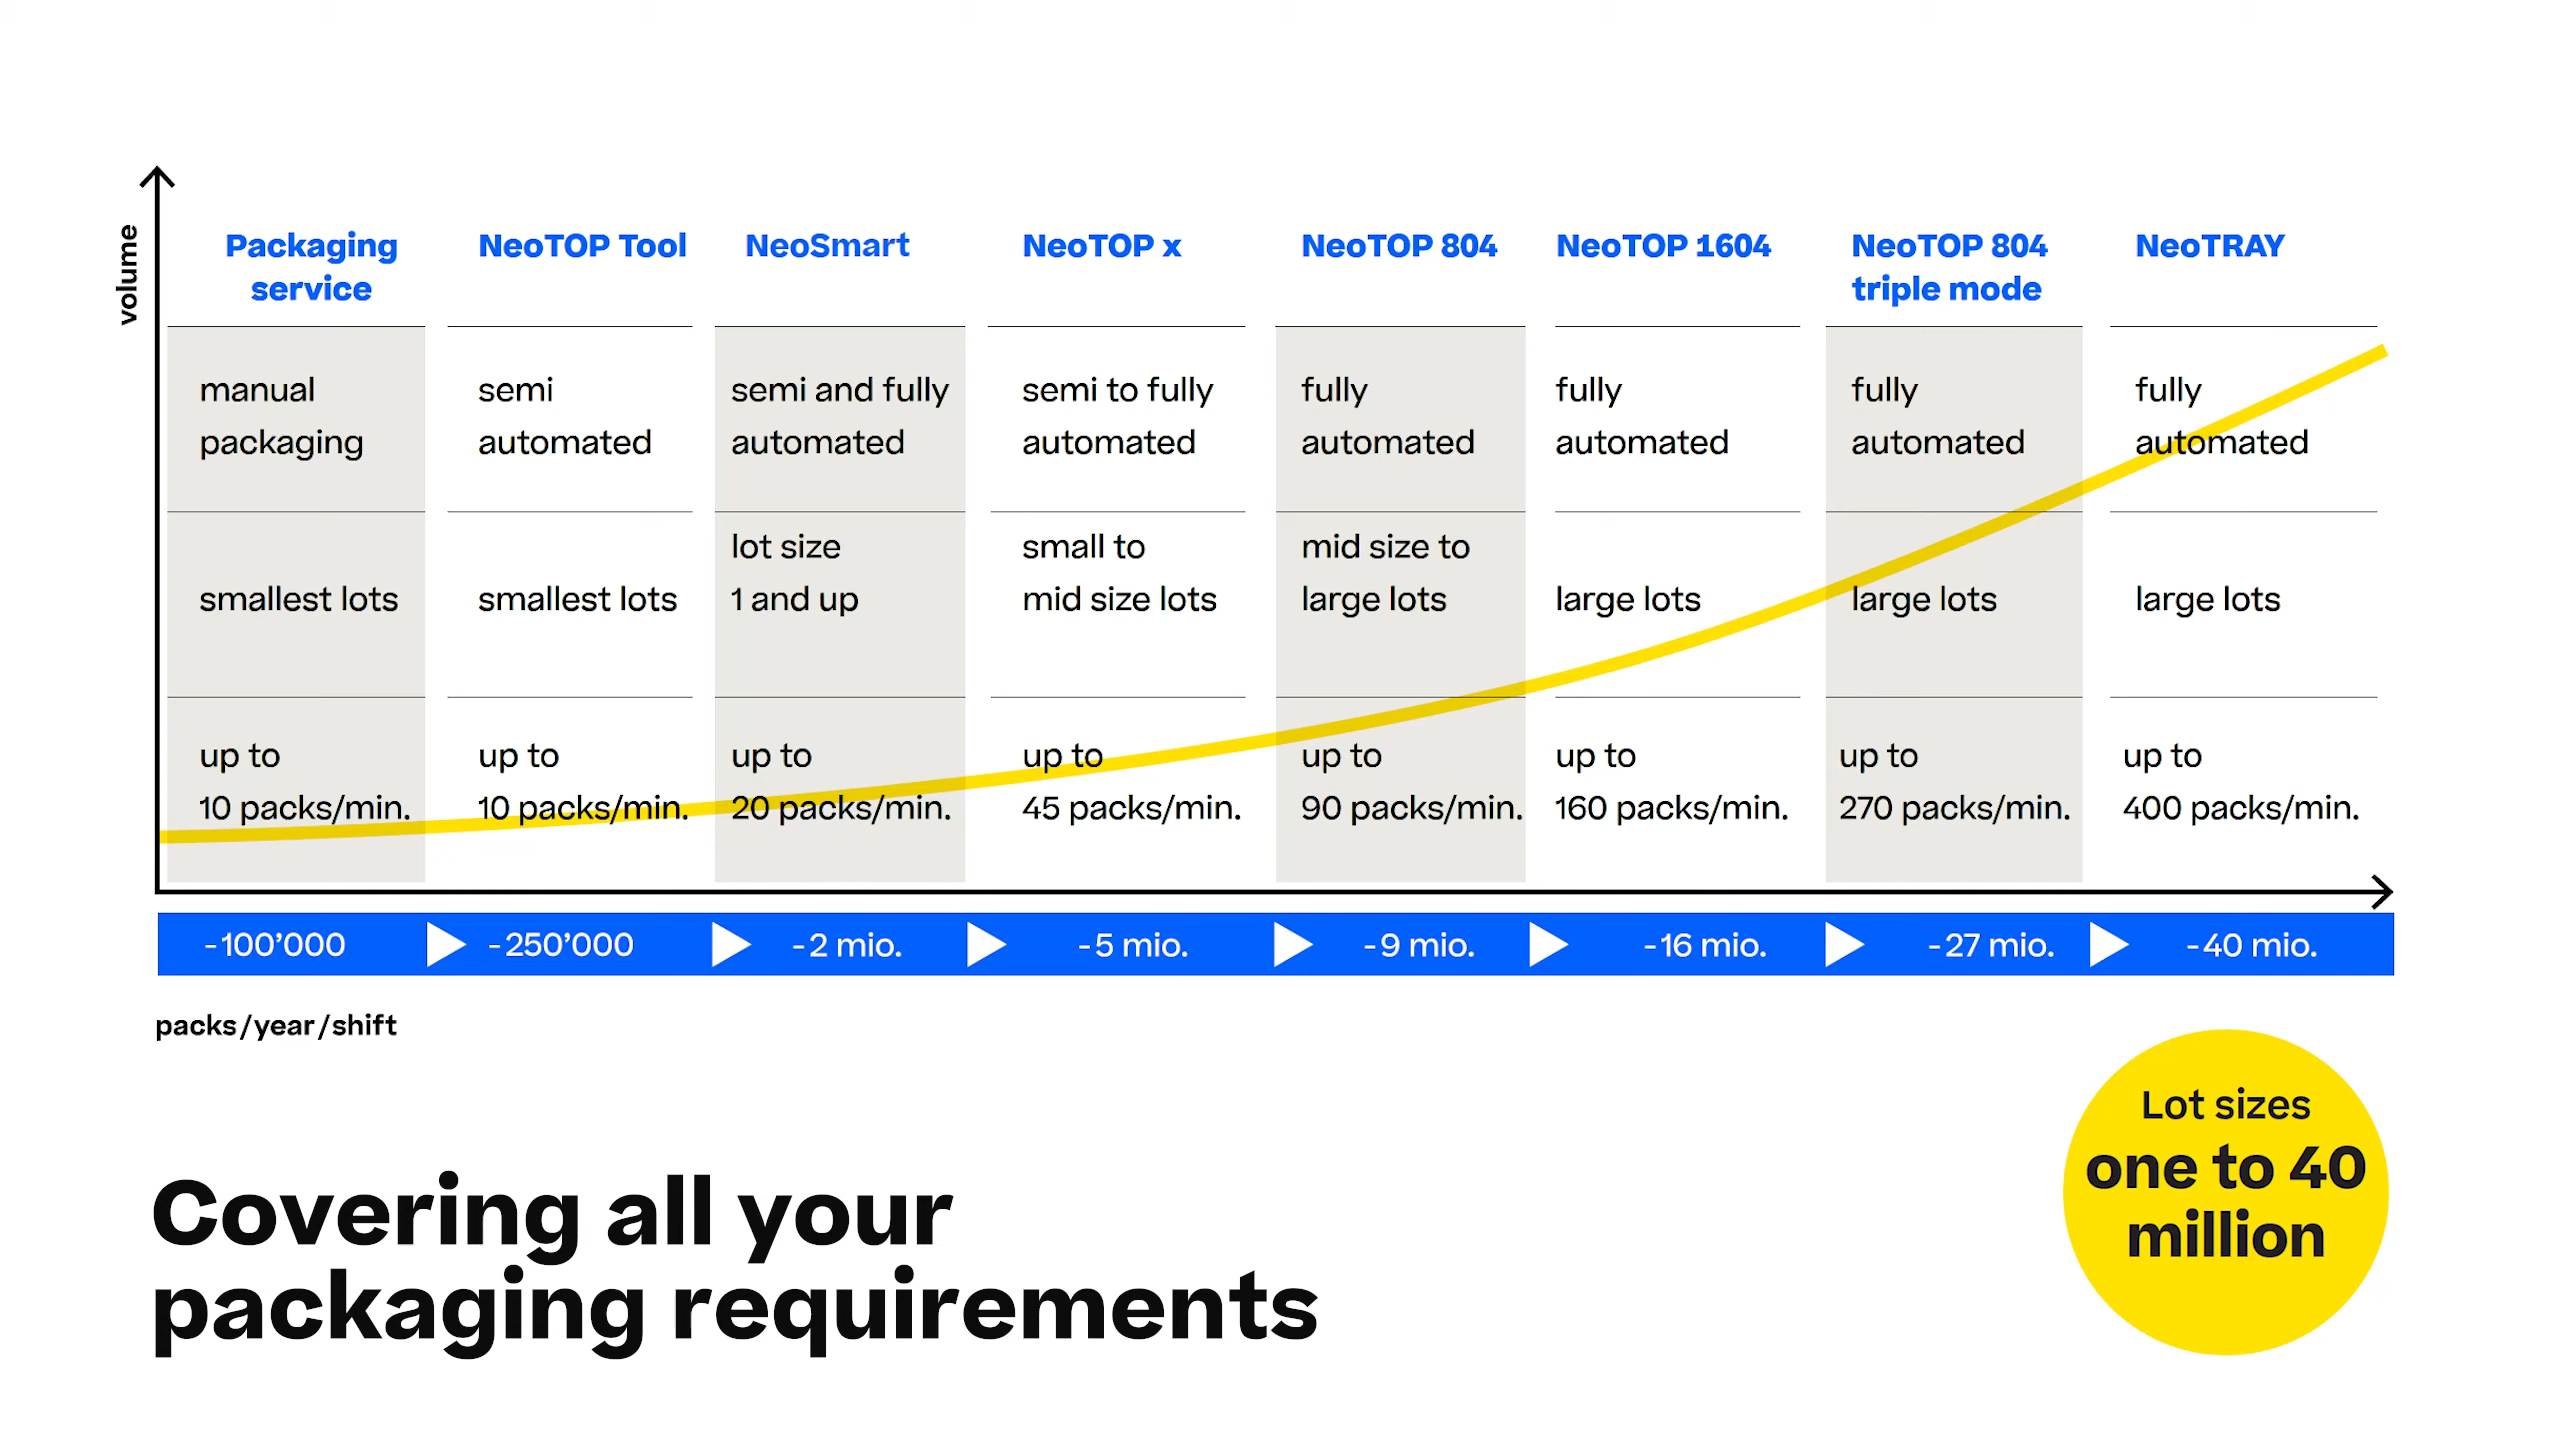 volume
Packaging
service
NeoTOP Tool
NeoSmart
NeoTOP x
NeoTOP 804
NeoTOP 1604
NeoTOP 804
triple mode
NeoTRAY
manual
packaging
semi
automated
semi and fully
automated
semi to fully
automated
fully
automated
fully
automated
fully
automated
fully
automated
smallest lots
smallest lots
lot size
1 and up
small to
mid size lots
mid size to
large lots
large lots
large lots
large lots
up to
10 packs/min.
up to
10 packs/min.
up to
20 packs/min.
up to
45 packs/min.
up to
90 packs/min.
up to
160 packs/min.
up to
270 packs/min.
up to
400 packs/min.
-100’000
-250’000
-2 mio.
-5 mio.
-9 mio.
-16 mio.
-27 mio.
-40 mio.
packs/year/shift
Lot sizes
one to 40
million
Covering all your
packaging requirements